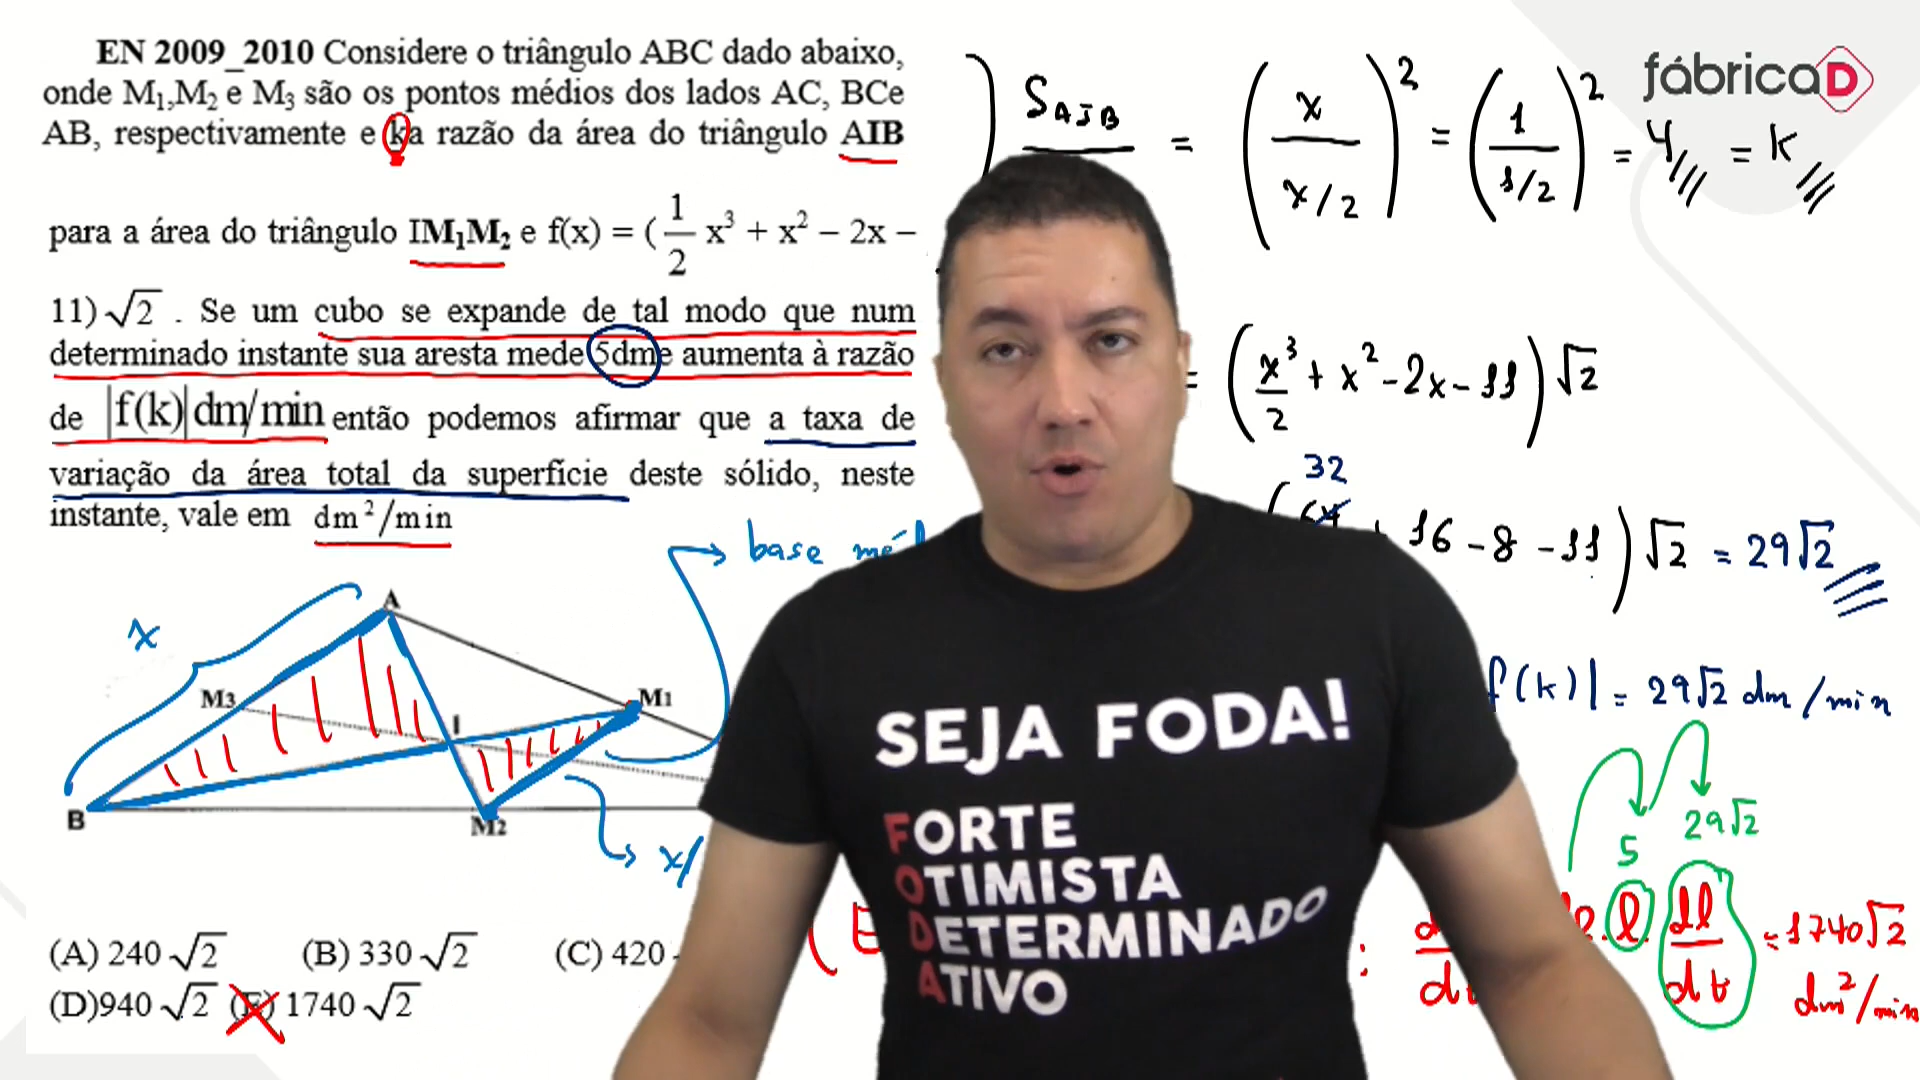 EN 2009_2010 Considere o triângulo ABC dado abaixo,
onde M₁,M₂ e M₃ são os pontos médios dos lados AC, BCe
AB, respectivamente e ka razão da área do triângulo AIB
para a área do triângulo IM₁M₂ e f(x) = (1/2 x³ + x² − 2x −
11)√2 . Se um cubo se expande de tal modo que num
determinado instante sua aresta mede 5dme aumenta à razão
de |f(k)| dm/min então podemos afirmar que a taxa de
variação da área total da superfície deste sólido, neste
instante, vale em dm²/min
base
x
A
M3
M1
I
B
M2
x/
(A) 240 √2 (B) 330 √2 (C) 420
(D)940 √2 (E) 1740 √2
S AIB = (x / x/2)² = (1 / 1/2)² = 4 = k
= (x³/2 + x² - 2x - 11) √2
32
64 + 16 - 8 - 11) √2 = 29√2
f(k)| = 29√2 dm/min
5 29√2
l. dl/dt = 1740√2
dm²/min
fábricaD
SEJA FODA!
FORTE
OTIMISTA
DETERMINADO
ATIVO